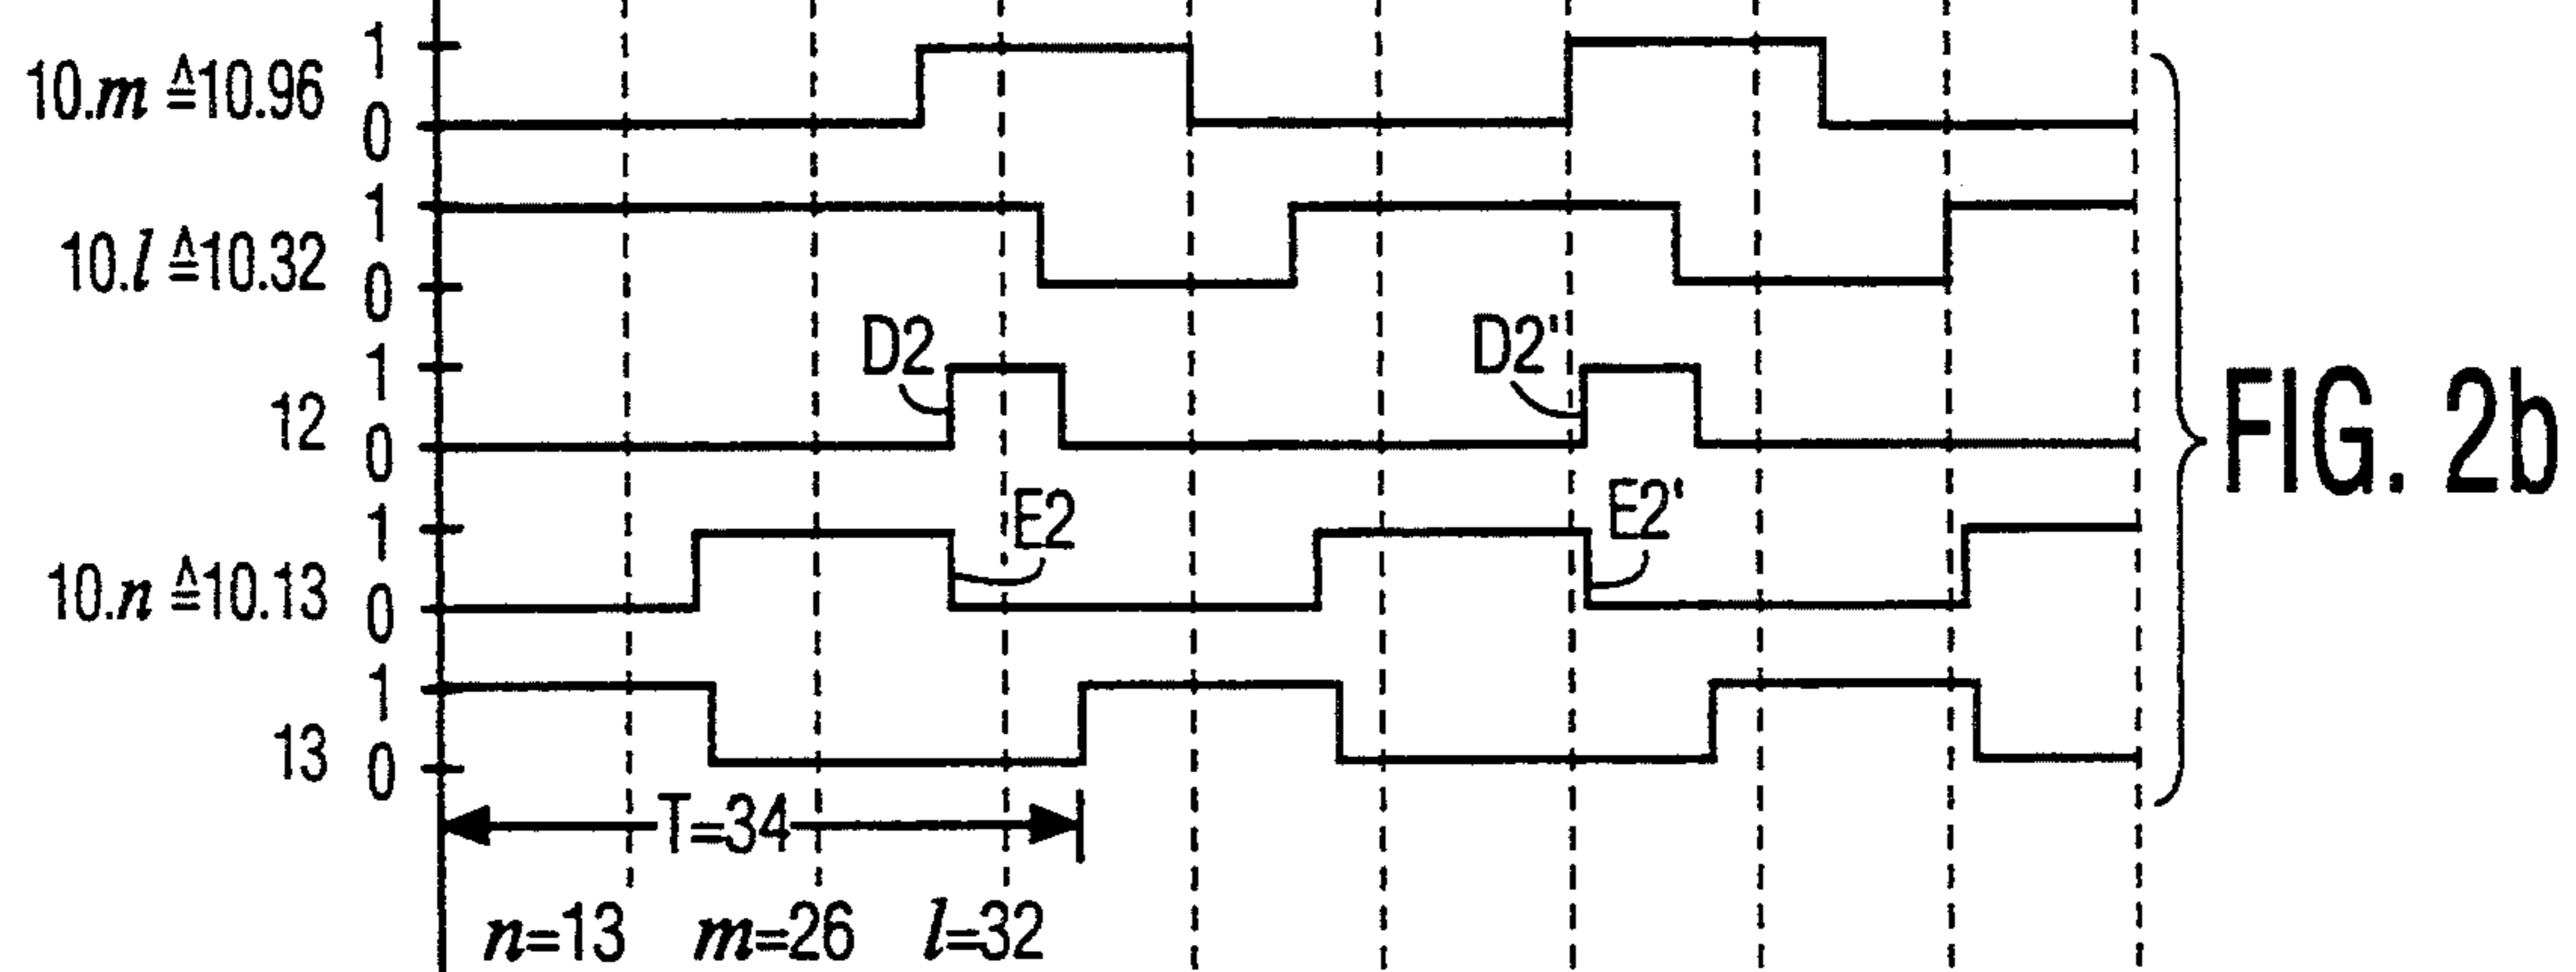 1
10.m ≙10.96
0
1
10.l ≙10.32
0
D2 D2'
1
12
0
FIG. 2b
E2 E2'
1
10.n ≙10.13
0
1
13
0
T=34
n=13 m=26 l=32